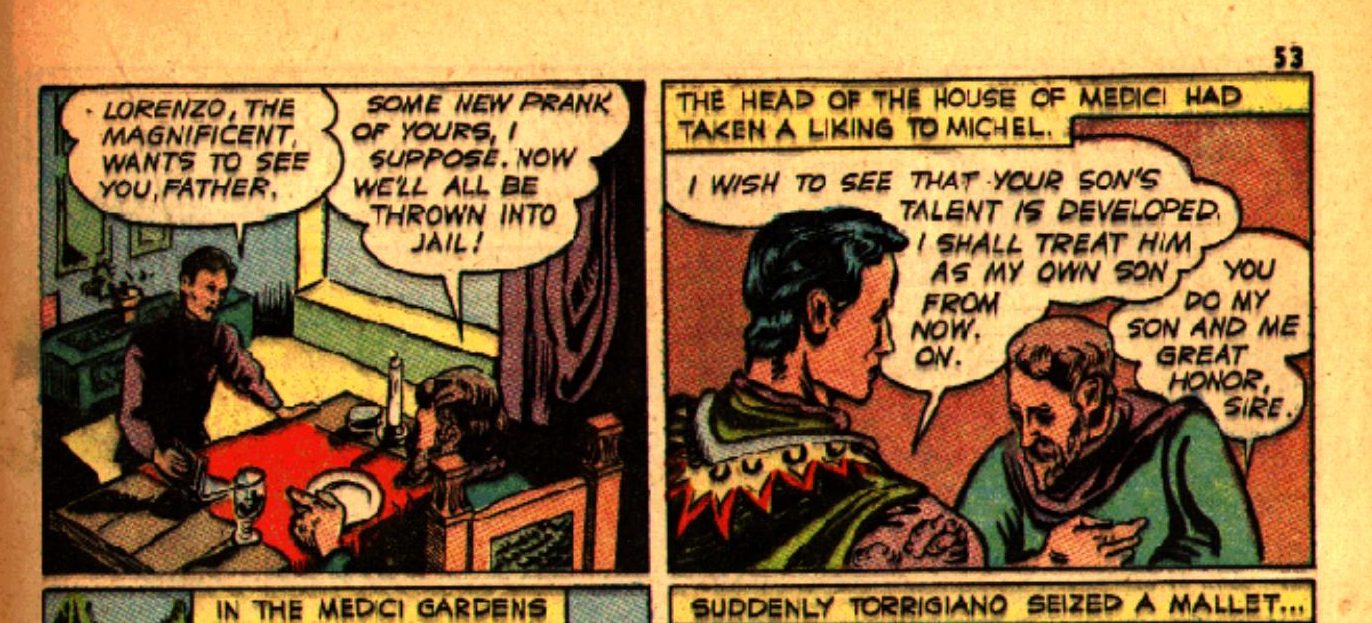 53
LORENZO, THE
MAGNIFICENT,
WANTS TO SEE
YOU, FATHER.
SOME NEW PRANK
OF YOURS, I
SUPPOSE. NOW
WE'LL ALL BE
THROWN INTO
JAIL!
THE HEAD OF THE HOUSE OF MEDICI HAD
TAKEN A LIKING TO MICHEL.
I WISH TO SEE THAT YOUR SON'S
TALENT IS DEVELOPED.
I SHALL TREAT HIM
AS MY OWN SON
FROM
NOW.
ON.
YOU
DO MY
SON AND ME
GREAT
HONOR,
SIRE.
IN THE MEDICI GARDENS
SUDDENLY TORRIGIANO SEIZED A MALLET...